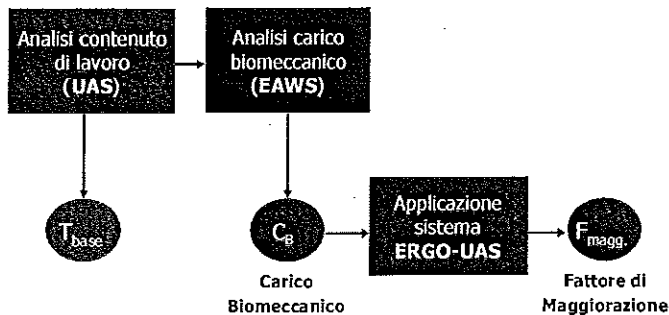 Analisi contenuto
di lavoro
(UAS)
Analisi carico
biomeccanico
(EAWS)
T base
C B
Applicazione
sistema
ERGO-UAS
F magg.
Carico
Biomeccanico
Fattore di
Maggiorazione